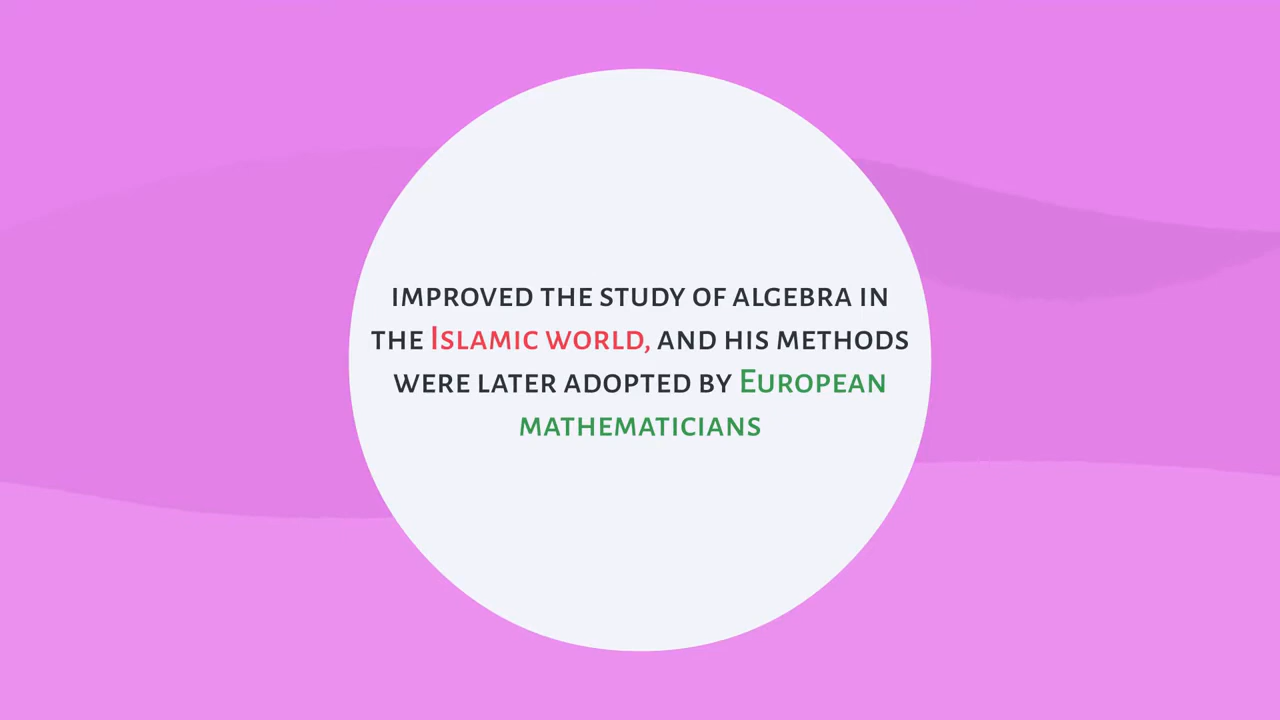 improved the study of algebra in
the Islamic world, and his methods
were later adopted by European
mathematicians